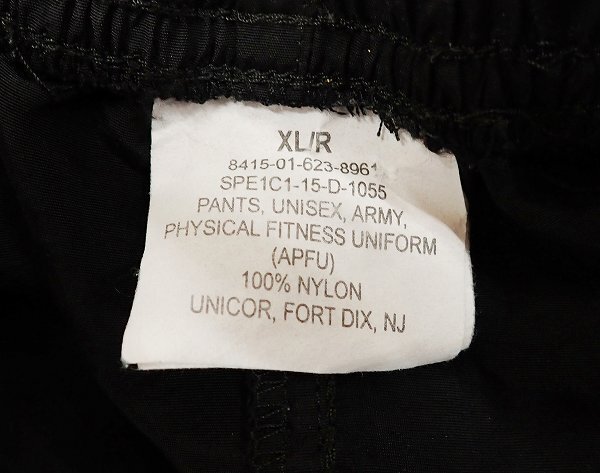 XL/R
8415-01-623-8961
SPE1C1-15-D-1055
PANTS, UNISEX, ARMY,
PHYSICAL FITNESS UNIFORM
(APFU)
100% NYLON
UNICOR, FORT DIX, NJ